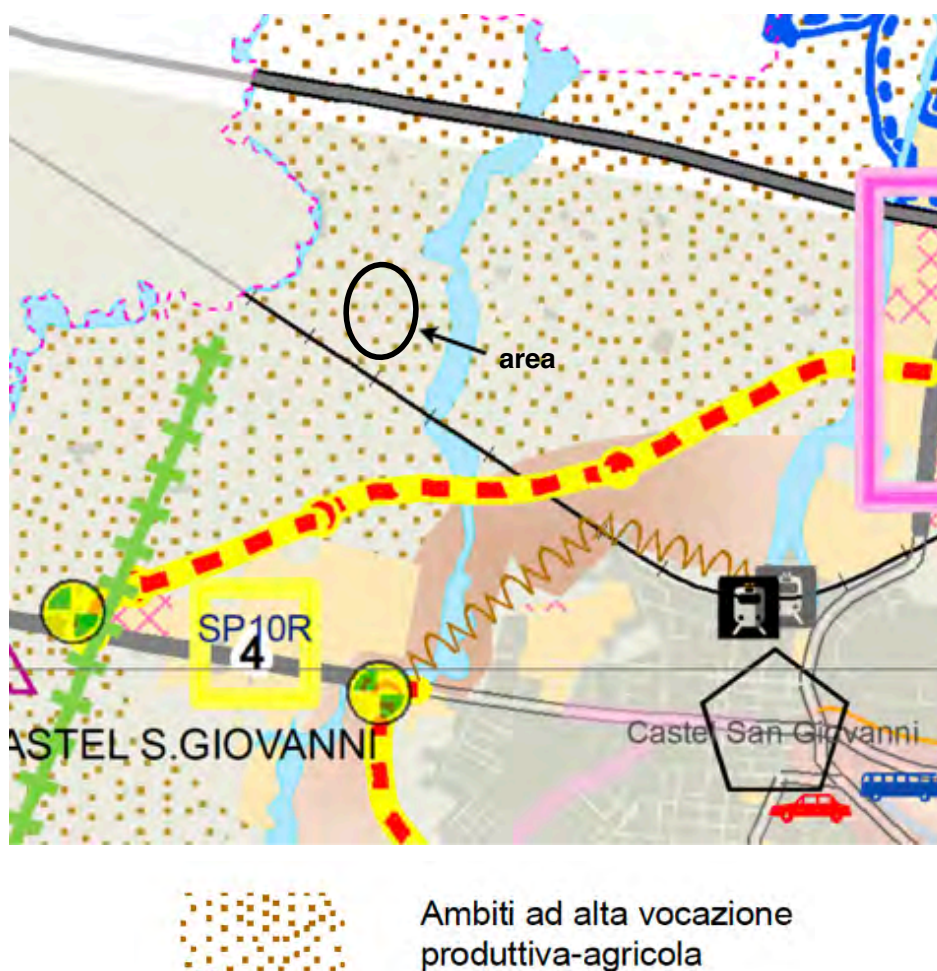 area
SP10R
4
ASTEL S.GIOVANNI
Castel San Giovanni
Ambiti ad alta vocazione
produttiva-agricola